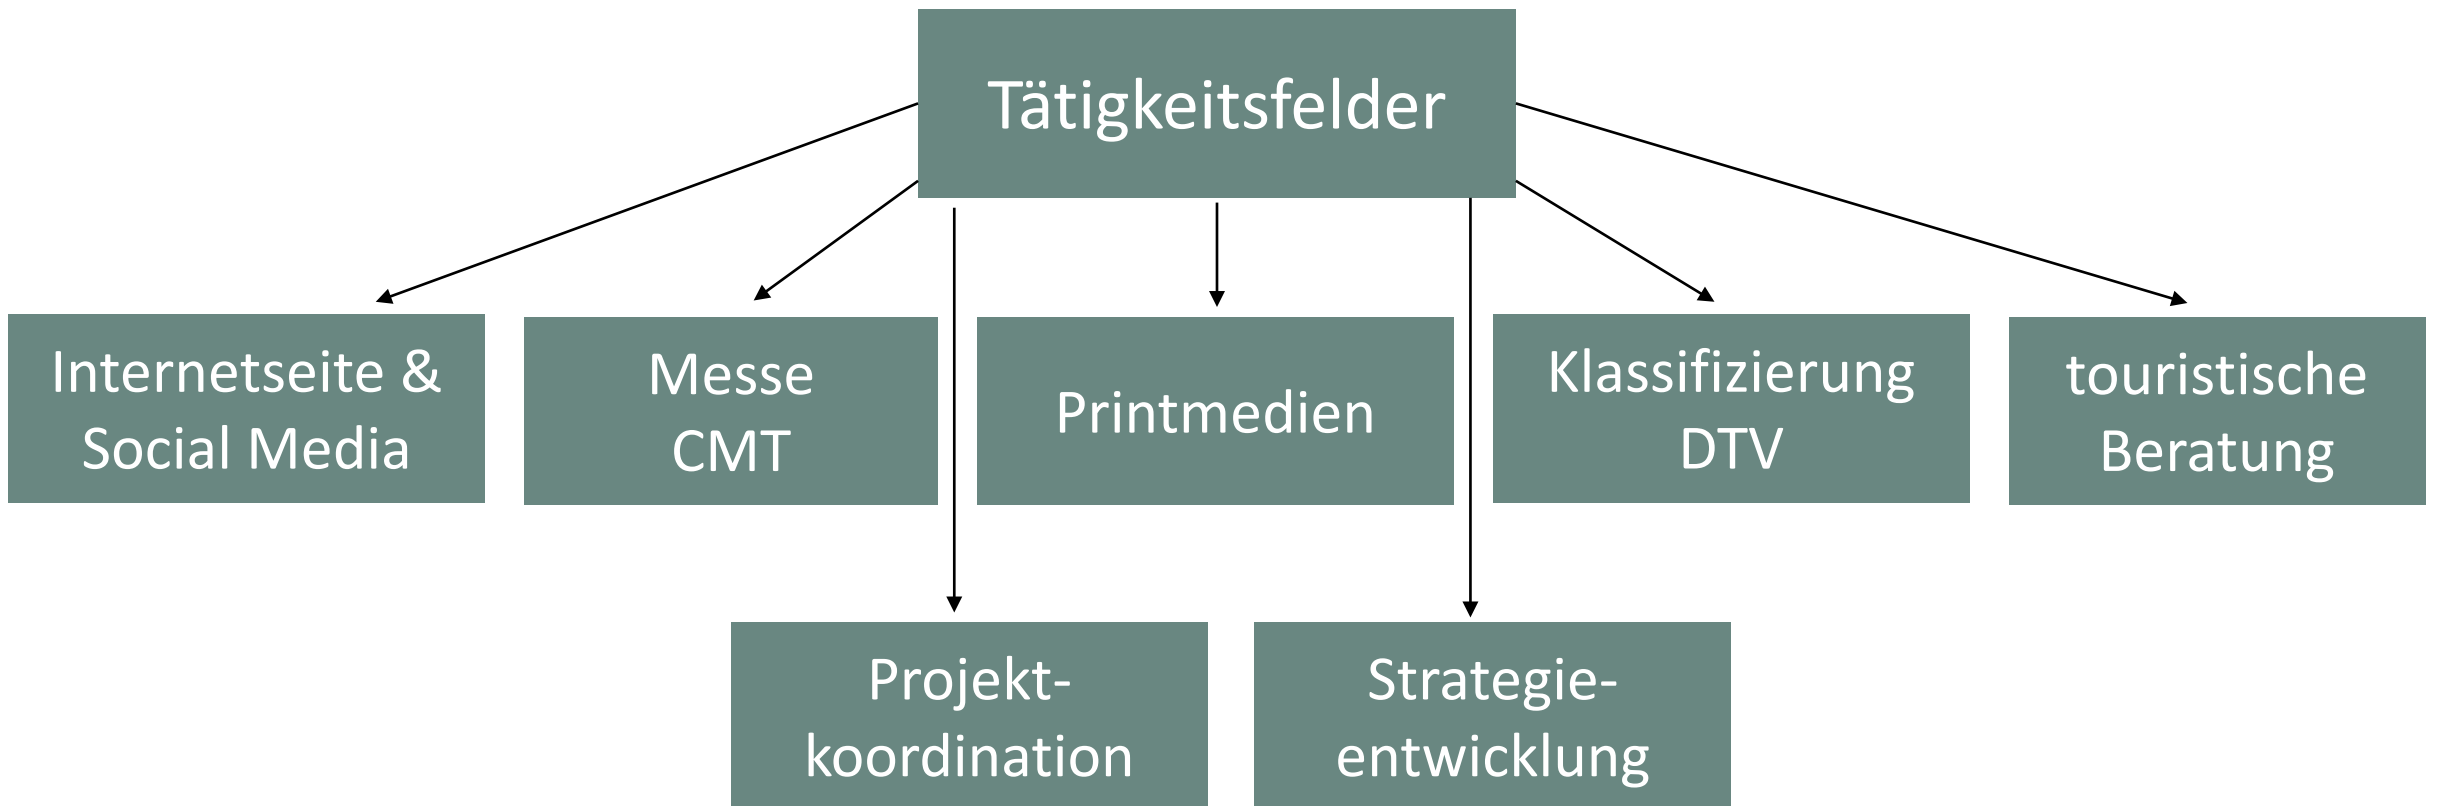 Tätigkeitsfelder
Internetseite &
Social Media
Messe
CMT
Printmedien
Klassifizierung
DTV
touristische
Beratung
Projekt-
koordination
Strategie-
entwicklung